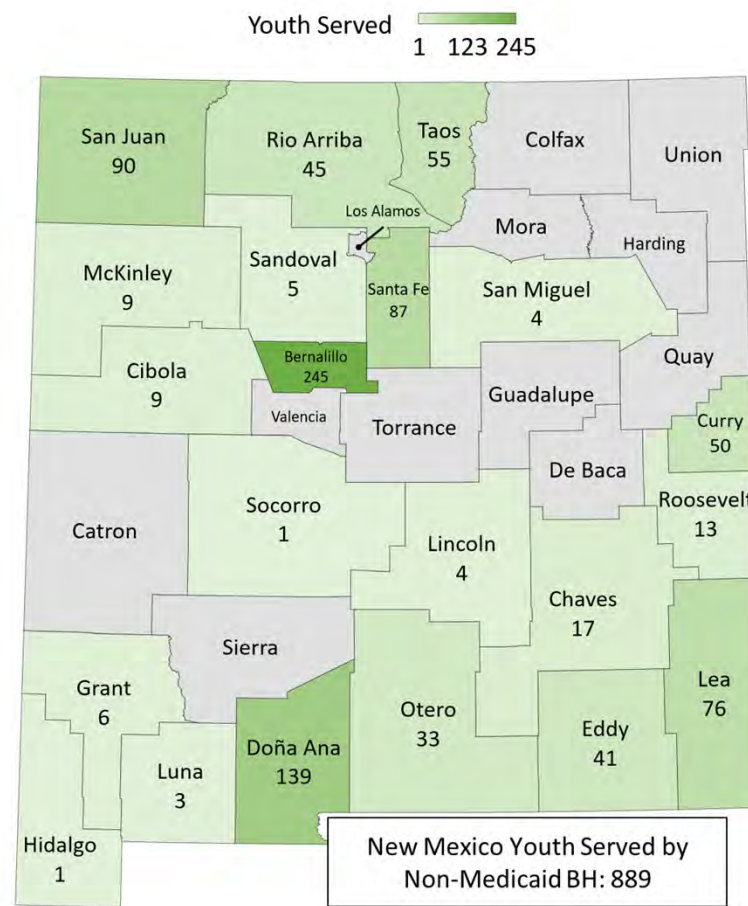 Youth Served
1 123 245
San Juan
90
Rio Arriba
45
Taos
55
Colfax
Union
Los Alamos
Mora
Harding
McKinley
9
Sandoval
5
Santa Fe
87
San Miguel
4
Cibola
9
Bernalillo
245
Valencia
Torrance
Guadalupe
Quay
Curry
50
De Baca
Roosevelt
13
Catron
Socorro
1
Lincoln
4
Chaves
17
Sierra
Grant
6
Luna
3
Doña Ana
139
Otero
33
Eddy
41
Lea
76
Hidalgo
1
New Mexico Youth Served by
Non-Medicaid BH: 889